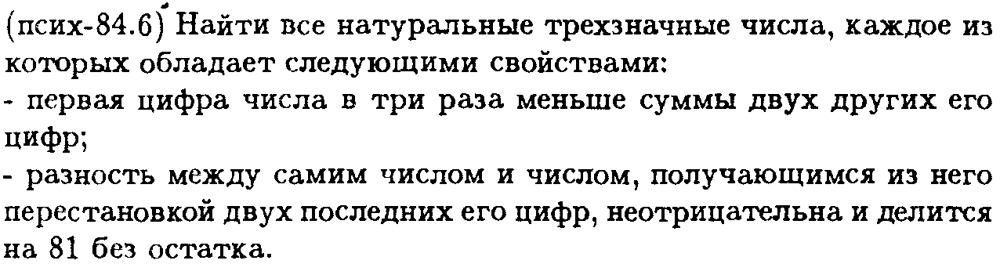 (псих-84.6) Найти все натуральные трехзначные числа, каждое из
которых обладает следующими свойствами:
- первая цифра числа в три раза меньше суммы двух других его
цифр;
- разность между самим числом и числом, получающимся из него
перестановкой двух последних его цифр, неотрицательна и делится
на 81 без остатка.